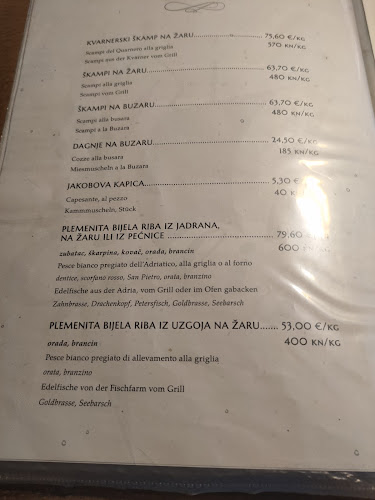 KVARNERSKI ŠKAMP NA ŽARU........................75,60 €/KG
Scampi del Quarnero alla griglia 570 KN/KG
Scampi aus der Kvarner vom Grill
ŠKAMPI NA ŽARU........................63,70 €/KG
Scampi alla griglia 480 KN/KG
Scampi vom Grill
ŠKAMPI NA BUZARU........................63,70 €/KG
Scampi alla busara 480 KN/KG
Scampi a la Buzara
DAGNJE NA BUZARU........................24,50 €/KG
Cozze alla busara 185 KN/KG
Miesmuscheln a la Buzara
JAKOBOVA KAPICA........................5,30 €/
Capesante, al pezzo 40 KN/
Kammmuscheln, Stück
PLEMENITA BIJELA RIBA IZ JADRANA,
NA ŽARU ILI IZ PEĆNICE ........................79,60 €/
zubatac, škarpina, kovač, orada, brancin 600 KN/KG
Pesce bianco pregiato dell'Adriatico, alla griglia o al forno
dentice, scorfano rosso, San Pietro, orata, branzino
Edelfische aus der Adria, vom Grill oder im Ofen gabacken
Zahnbrasse, Drachenkopf, Petersfisch, Goldbrasse, Seebarsch
PLEMENITA BIJELA RIBA IZ UZGOJA NA ŽARU.......53,00 €/KG
orada, brancin 400 KN/KG
Pesce bianco pregiato di allevamento alla griglia
orata, branzino
Edelfische von der Fischfarm vom Grill
Goldbrasse, Seebarsch